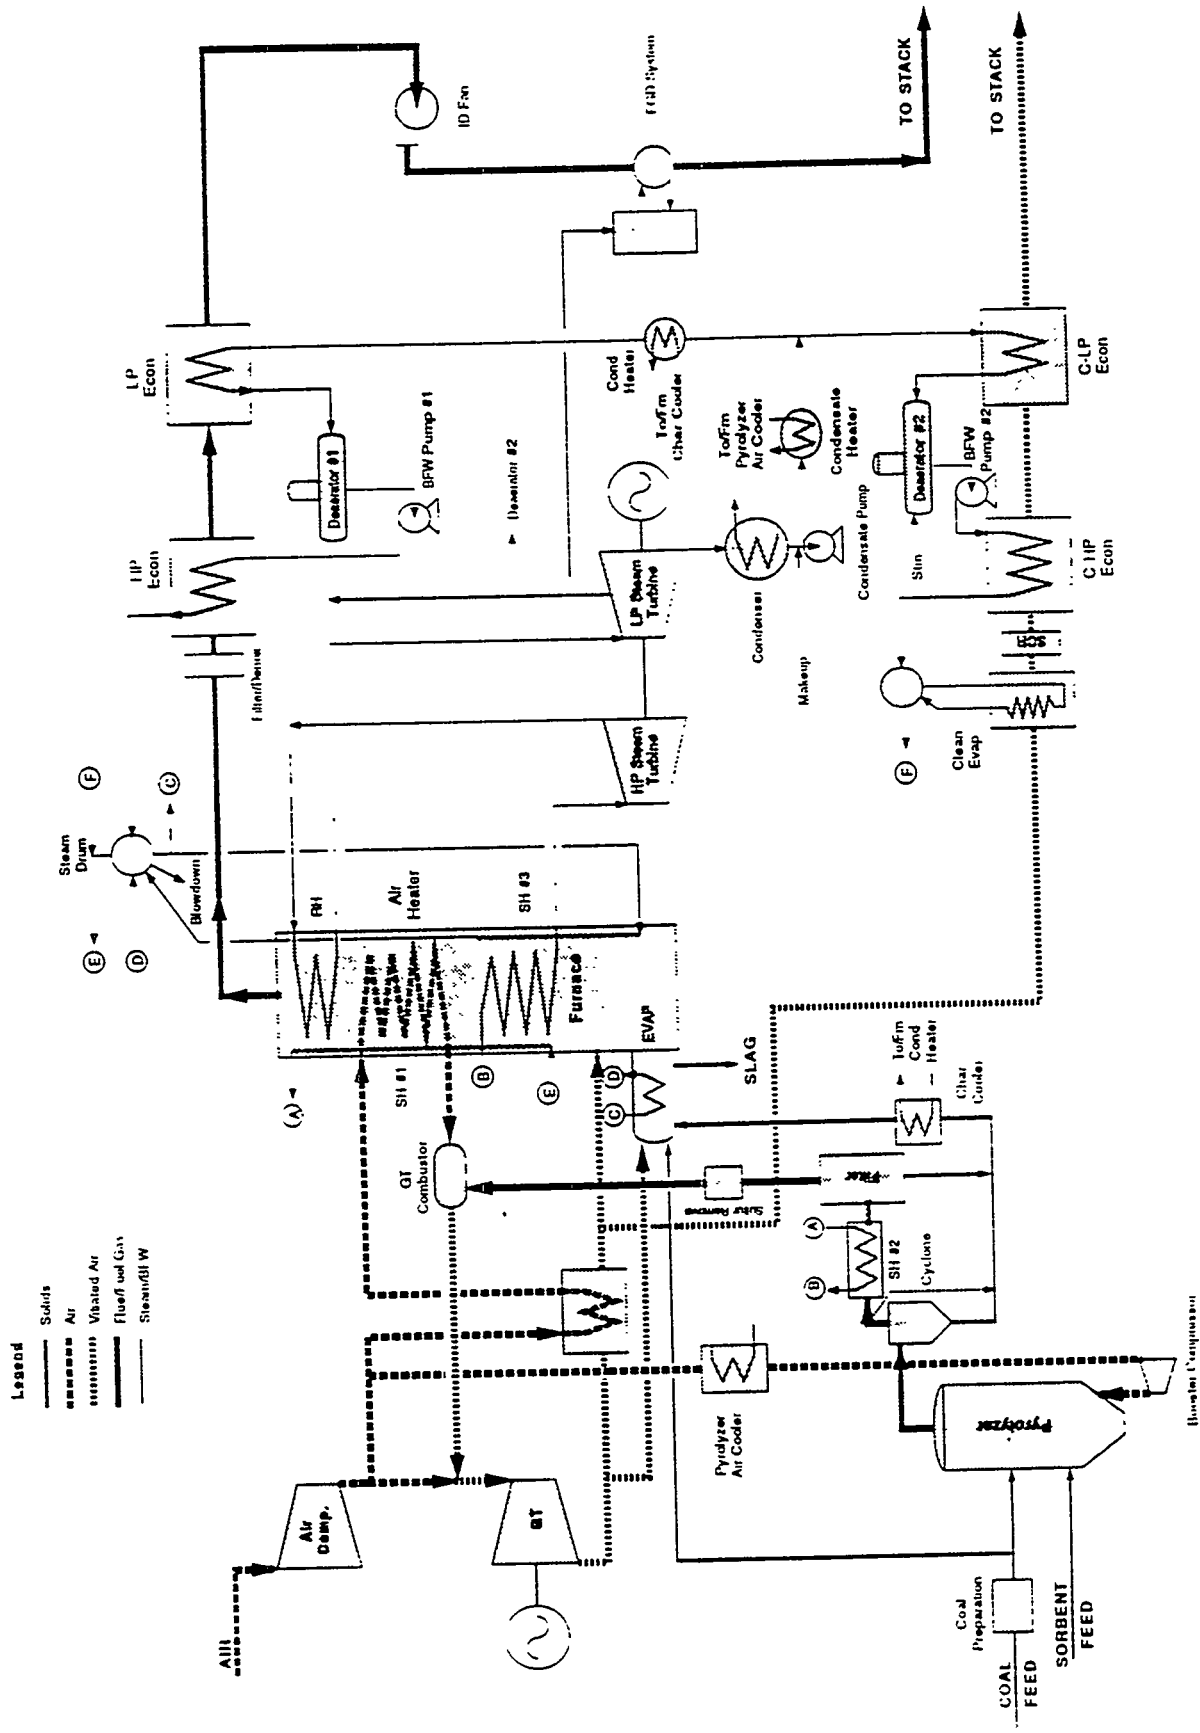 Legend
Solids
Air
Vitiated Air
Flue/Fuel Gas
Steam/BFW
AIR
Air
Comp.
GT
COAL
FEED
Coal
Preparation
SORBENT
FEED
Pyrolyzer
Pyrolyzer
Air Cooler
Cyclone
SH #2
A
B
Filter
Sulfur Removal
GT
Combustor
Char
Cooler
To/Fm
Cond
Heater
SLAG
EVAP
Furnace
C
D
A
SH #1
B
E
RH
Air
Heater
SH #3
Steam
Drum
Blowdown
C
D
E
F
HP
Econ
LP
Econ
Deaerator #1
BFW Pump #1
Deaerator #2
HP Steam
Turbine
LP Steam
Turbine
Condenser
Makeup
Condensate Pump
Cond
Heater
To/Fm
Char Cooler
To/Fm
Pyrolyzer
Air Cooler
Condensate
Heater
ID Fan
FGD System
TO STACK
TO STACK
F
Clean
Evap
SCR
Stm
Deaerator #2
BFW
Pump #2
C-HP
Econ
C-LP
Econ